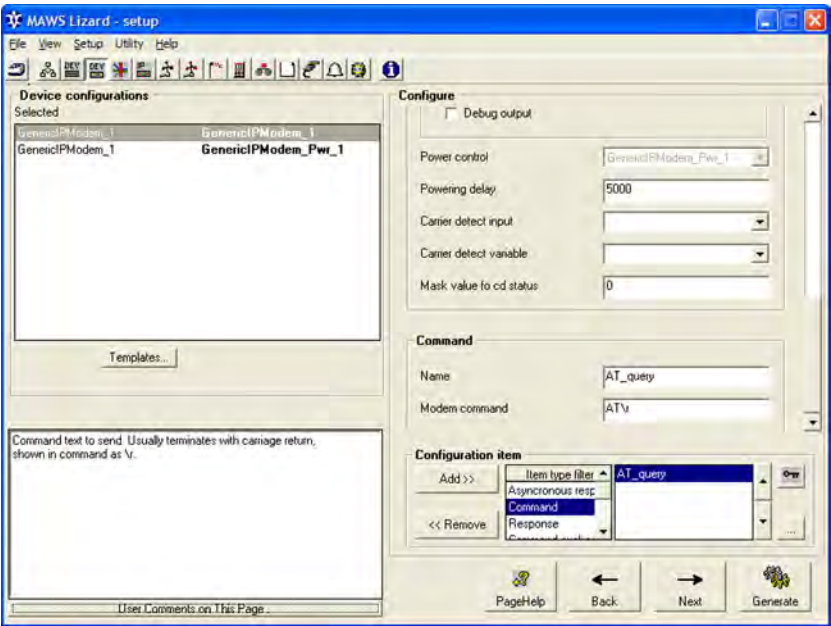 MAWS Lizard - setup
File View Setup Utility Help
DEV DEV
Device configurations
Selected
GenericIPModem_1 GenericIPModem_1
GenericIPModem_1 GenericIPModem_Pwr_1
Templates...
Command text to send. Usually terminates with carriage return,
shown in command as \r.
User Comments on This Page
Configure
Debug output
Power control GenericIPModem_Pwr_1
Powering delay 5000
Carrier detect input
Carrier detect variable
Mask value fo cd status 0
Command
Name AT_query
Modem command AT\r
Configuration item
Add >> Item type filter AT_query
Asyncronous resp
Command
<< Remove Response
...
PageHelp Back Next Generate